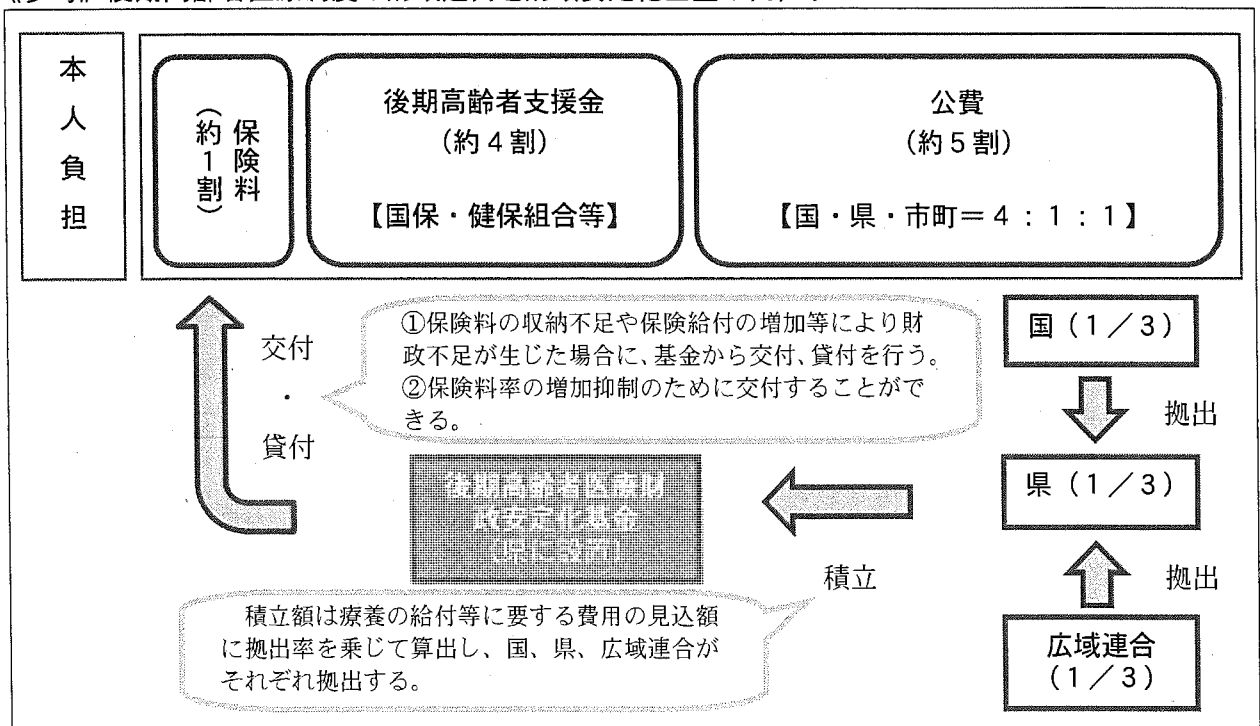 本人負担
保険料
（約1割）
後期高齢者支援金
（約4割）
【国保・健保組合等】
公費
（約5割）
【国・県・市町＝4：1：1】
交付
・
貸付
①保険料の収納不足や保険給付の増加等により財
政不足が生じた場合に、基金から交付、貸付を行う。
②保険料率の増加抑制のために交付することがで
きる。
国（1／3）
拠出
県（1／3）
後期高齢者医療財
政安定化基金
（県に設置）
積立
拠出
広域連合
（1／3）
積立額は療養の給付等に要する費用の見込額
に拠出率を乗じて算出し、国、県、広域連合が
それぞれ拠出する。